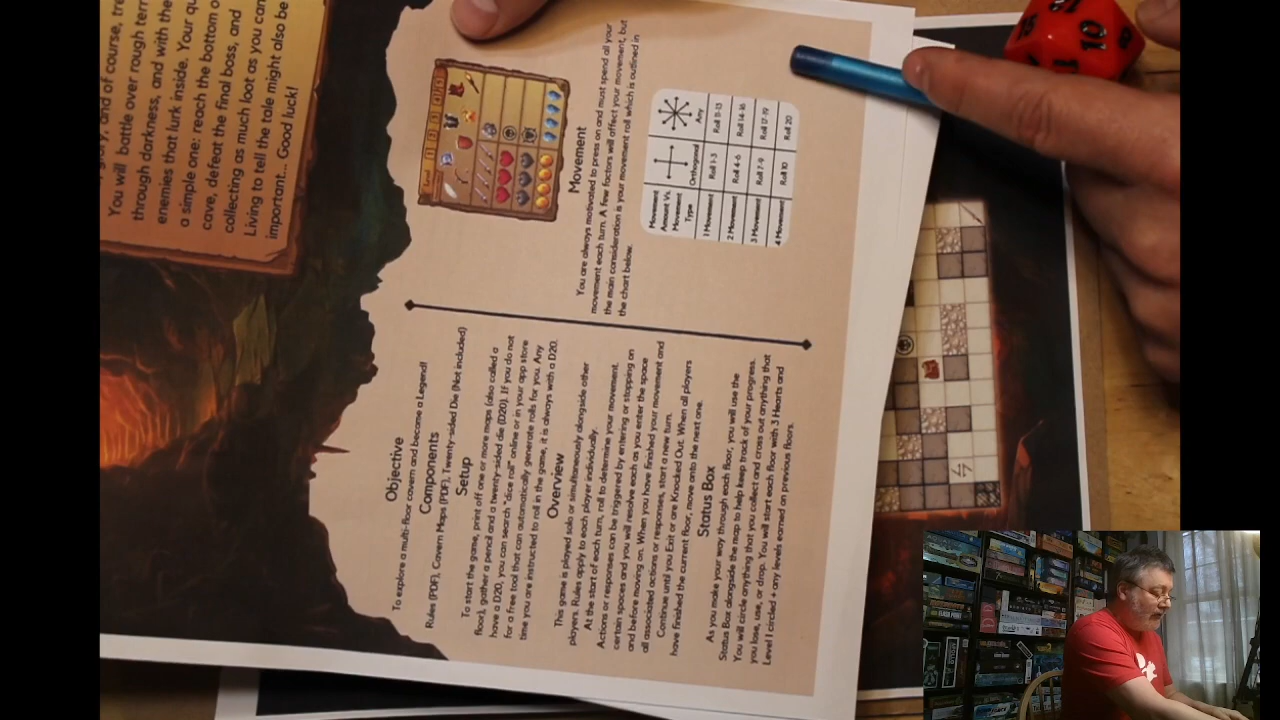 y, and of course, tre
You will battle over rough terr
through darkness, and with the
enemies that lurk inside. Your qu
a simple one: reach the bottom o
cave, defeat the final boss, and
collecting as much loot as you can
Living to tell the tale might also be
important... Good luck!
Objective
To explore a multi-floor cavern and become a Legend!
Components
Rules (PDF), Cavern Maps (PDF), Twenty-sided Die (Not included)
Setup
To start the game, print off one or more maps (also called a
floor), gather a pencil and a twenty-sided die (D20). If you do not
have a D20, you can search "dice roll" online or in your app store
for a free tool that can automatically generate rolls for you. Any
time you are instructed to roll in the game, it is always with a D20.
Overview
This game is played solo or simultaneously alongside other
players. Rules apply to each player individually.
At the start of each turn, roll to determine your movement.
Actions or responses can be triggered by entering or stopping on
certain spaces and you will resolve each as you enter the space
and before moving on. When you have finished your movement and
all associated actions or responses, start a new turn.
Continue until you Exit or are Knocked Out. When all players
have finished the current floor, move onto the next one.
Status Box
As you make your way through each floor, you will use the
Status Box alongside the map to help keep track of your progress.
You will circle anything that you collect and cross out anything that
you lose, use, or drop. You will start each floor with 3 Hearts and
Level 1 circled + any levels earned on previous floors.
Level 1 2 3 4 5
Movement
You are always motivated to press on and must spend all your
movement each turn. A few factors will affect your movement, but
the main consideration is your movement roll which is outlined in
the chart below.
Movement Amount Vs. Movement Type Orthogonal Any
1 Movement Roll 1-3 Roll 11-13
2 Movement Roll 4-6 Roll 14-16
3 Movement Roll 7-9 Roll 17-19
4 Movement Roll 10 Roll 20
10